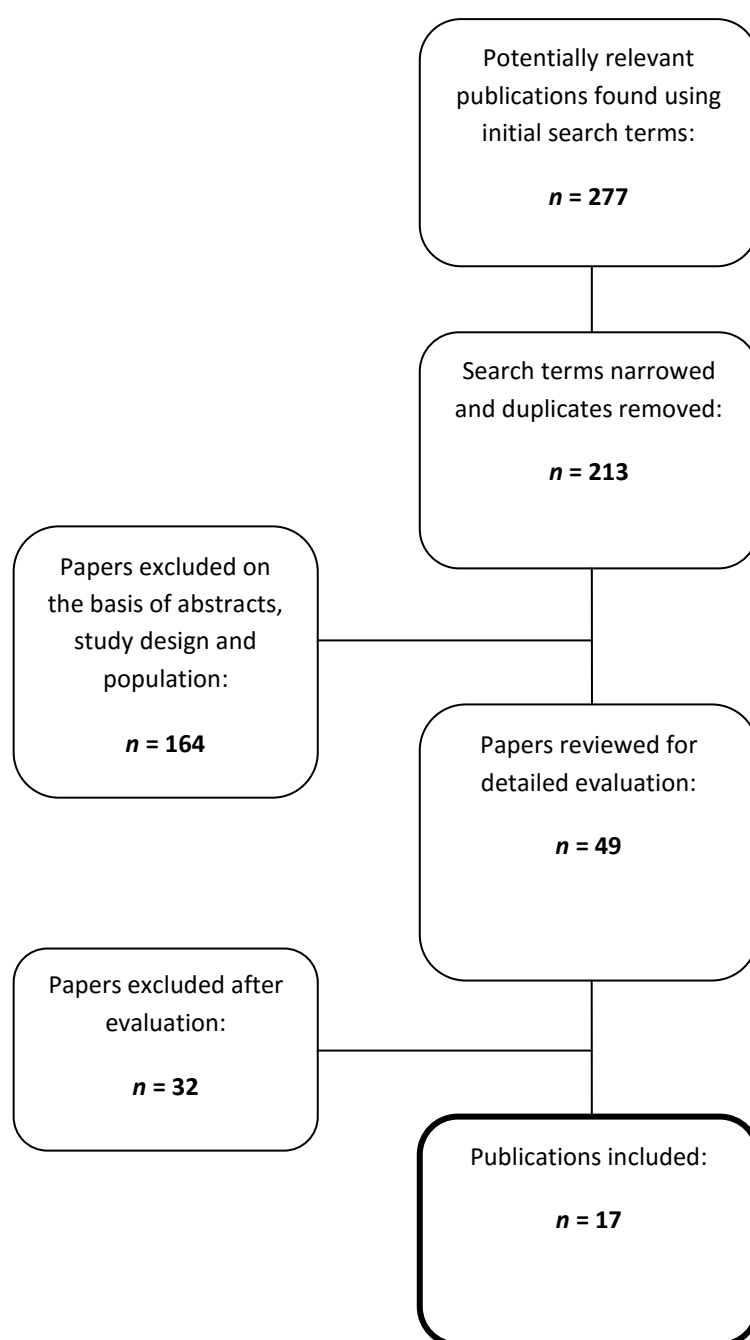 Potentially relevant
publications found using
initial search terms:
n = 277
Search terms narrowed
and duplicates removed:
n = 213
Papers excluded on
the basis of abstracts,
study design and
population:
n = 164
Papers reviewed for
detailed evaluation:
n = 49
Papers excluded after
evaluation:
n = 32
Publications included:
n = 17